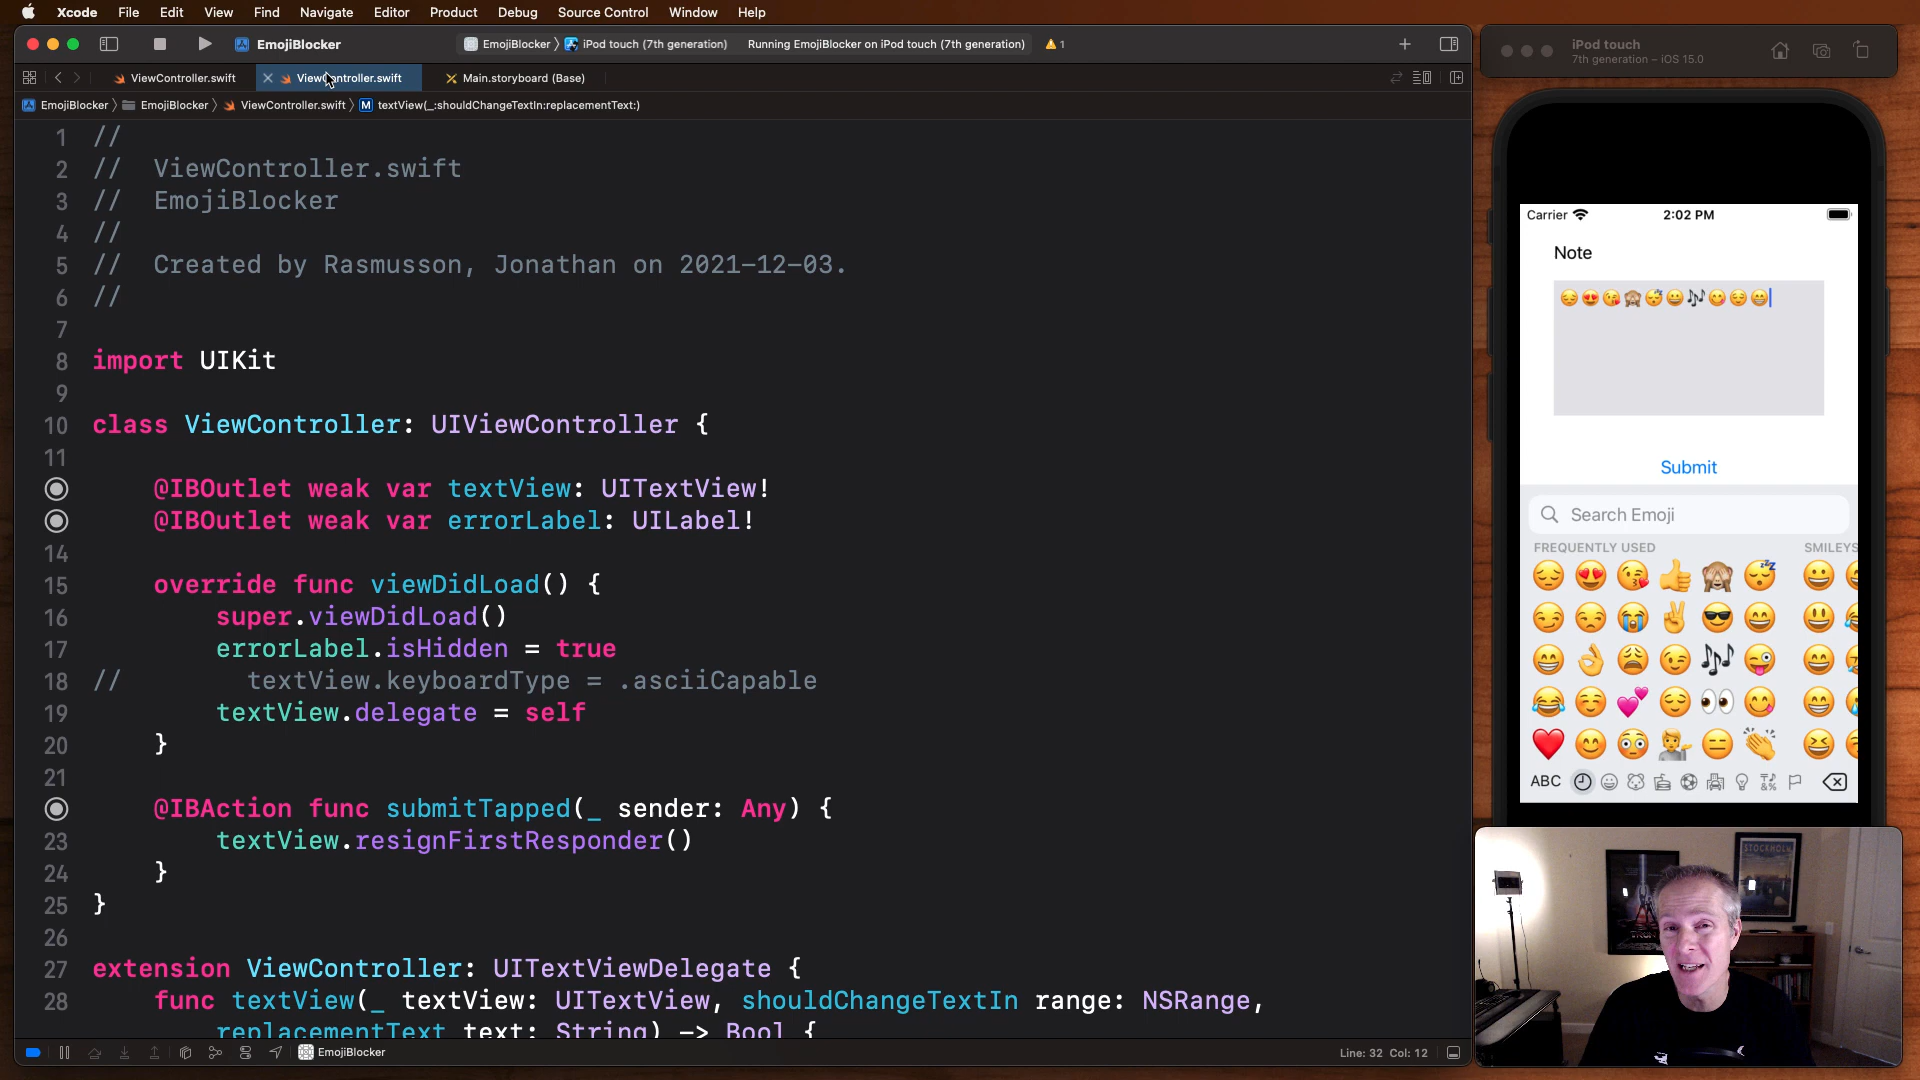 Xcode File Edit View Find Navigate Editor Product Debug Source Control Window Help
EmojiBlocker
EmojiBlocker
iPod touch (7th generation)
Running EmojiBlocker on iPod touch (7th generation)
1
ViewController.swift
ViewController.swift
Main.storyboard (Base)
EmojiBlocker
EmojiBlocker
ViewController.swift
M textView(_:shouldChangeTextIn:replacementText:)
1 //
2 //  ViewController.swift
3 //  EmojiBlocker
4 //
5 //  Created by Rasmusson, Jonathan on 2021-12-03.
6 //
7
8 import UIKit
9
10 class ViewController: UIViewController {
11
@IBOutlet weak var textView: UITextView!
@IBOutlet weak var errorLabel: UILabel!
14
15 override func viewDidLoad() {
16 super.viewDidLoad()
17 errorLabel.isHidden = true
18 // textView.keyboardType = .asciiCapable
19 textView.delegate = self
20 }
21
@IBAction func submitTapped(_ sender: Any) {
23 textView.resignFirstResponder()
24 }
25 }
26
27 extension ViewController: UITextViewDelegate {
28 func textView(_ textView: UITextView, shouldChangeTextIn range: NSRange,
replacementText text: String) -> Bool {
EmojiBlocker
Line: 32 Col: 12
iPod touch
7th generation – iOS 15.0
Carrier 2:02 PM
Note
😔😍😘🙈😴😀🎶😋😌😁
Submit
Search Emoji
FREQUENTLY USED SMILEYS
ABC
STOCKHOLM